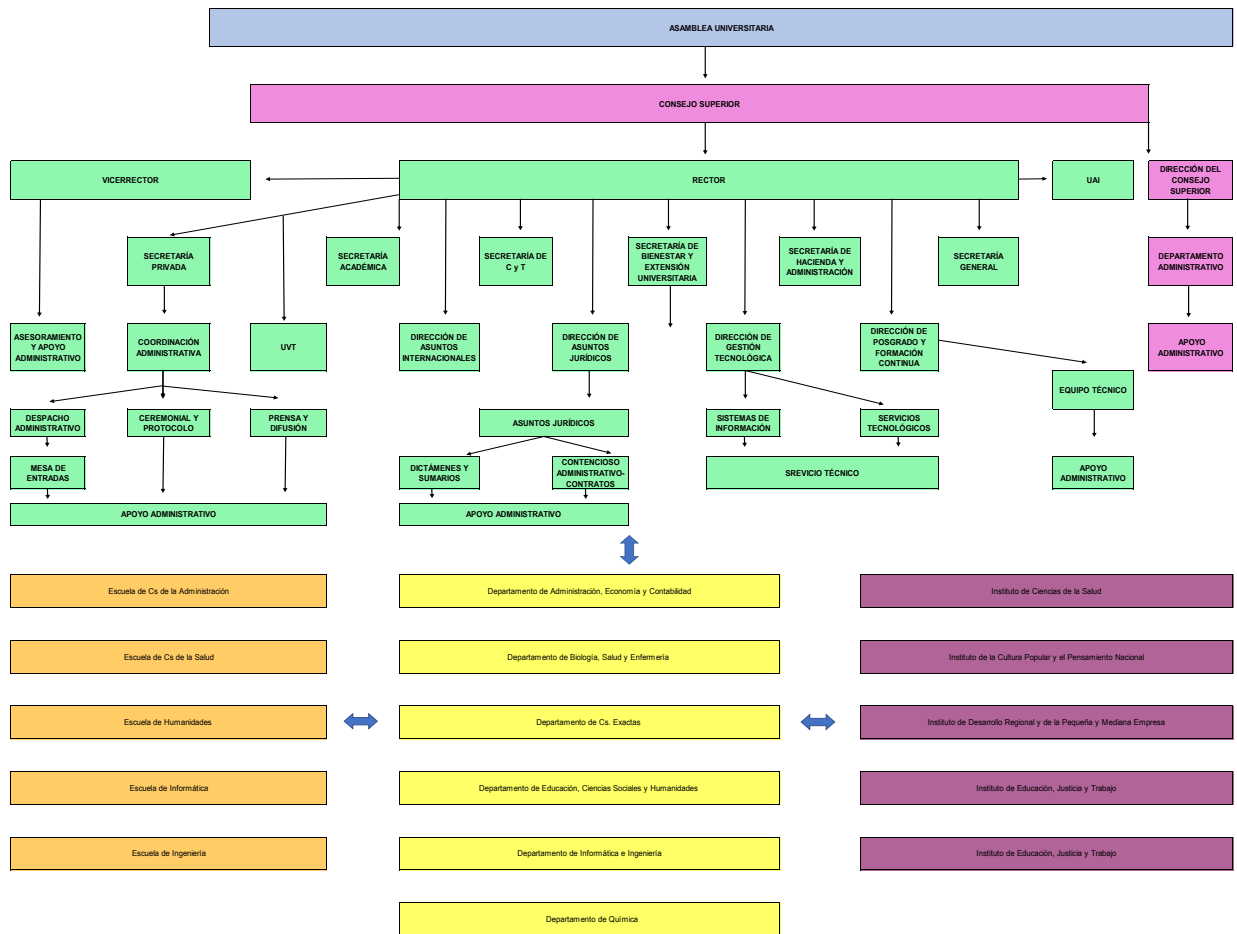 ASAMBLEA UNIVERSITARIA
CONSEJO SUPERIOR
VICERRECTOR
RECTOR
UAI
DIRECCIÓN DEL
CONSEJO
SUPERIOR
SECRETARÍA
PRIVADA
SECRETARÍA
ACADÉMICA
SECRETARÍA DE
C y T
SECRETARÍA DE
BIENESTAR Y
EXTENSIÓN
UNIVERSITARIA
SECRETARÍA DE
HACIENDA Y
ADMINISTRACIÓN
SECRETARÍA
GENERAL
DEPARTAMENTO
ADMINISTRATIVO
ASESORAMIENTO
Y APOYO
ADMINISTRATIVO
COORDINACIÓN
ADMINISTRATIVA
UVT
DIRECCIÓN DE
ASUNTOS
INTERNACIONALES
DIRECCIÓN DE
ASUNTOS
JURÍDICOS
DIRECCIÓN DE
GESTIÓN
TECNOLÓGICA
DIRECCIÓN DE
POSGRADO Y
FORMACIÓN
CONTINUA
APOYO
ADMINISTRATIVO
EQUIPO TÉCNICO
DESPACHO
ADMINISTRATIVO
CEREMONIAL Y
PROTOCOLO
PRENSA Y
DIFUSIÓN
ASUNTOS JURÍDICOS
SISTEMAS DE
INFORMACIÓN
SERVICIOS
TECNOLÓGICOS
MESA DE
ENTRADAS
DICTÁMENES Y
SUMARIOS
CONTENCIOSO
ADMINISTRATIVO-
CONTRATOS
SREVICIO TÉCNICO
APOYO
ADMINISTRATIVO
APOYO ADMINISTRATIVO
APOYO ADMINISTRATIVO
Escuela de Cs de la Administración
Departamento de Administración, Economía y Contabilidad
Instituto de Ciencias de la Salud
Escuela de Cs de la Salud
Departamento de Biología, Salud y Enfermería
Instituto de la Cultura Popular y el Pensamiento Nacional
Escuela de Humanidades
Departamento de Cs. Exactas
Instituto de Desarrollo Regional y de la Pequeña y Mediana Empresa
Escuela de Informática
Departamento de Educación, Ciencias Sociales y Humanidades
Instituto de Educación, Justicia y Trabajo
Escuela de Ingeniería
Departamento de Informática e Ingeniería
Instituto de Educación, Justicia y Trabajo
Departamento de Química